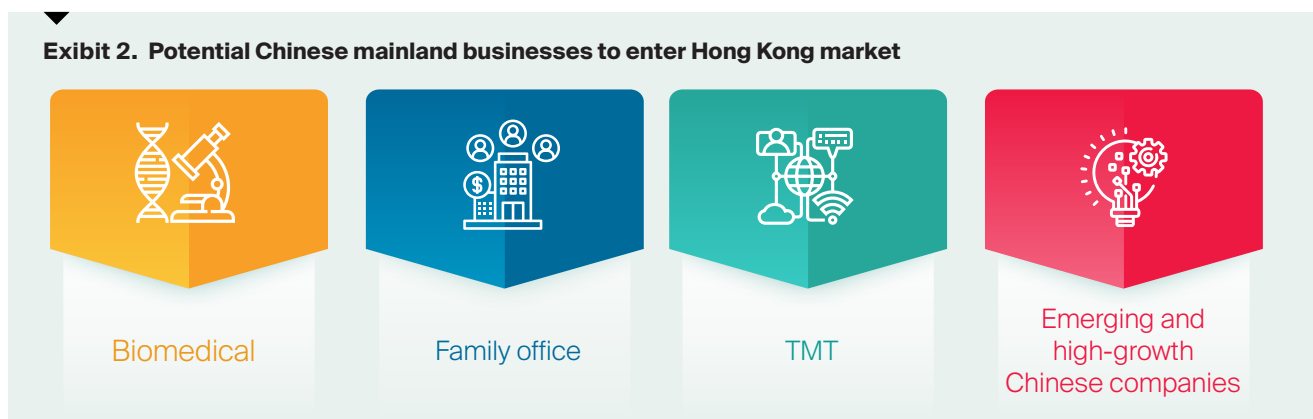 Exibit 2. Potential Chinese mainland businesses to enter Hong Kong market
$
Biomedical
Family office
TMT
Emerging and
high-growth
Chinese companies